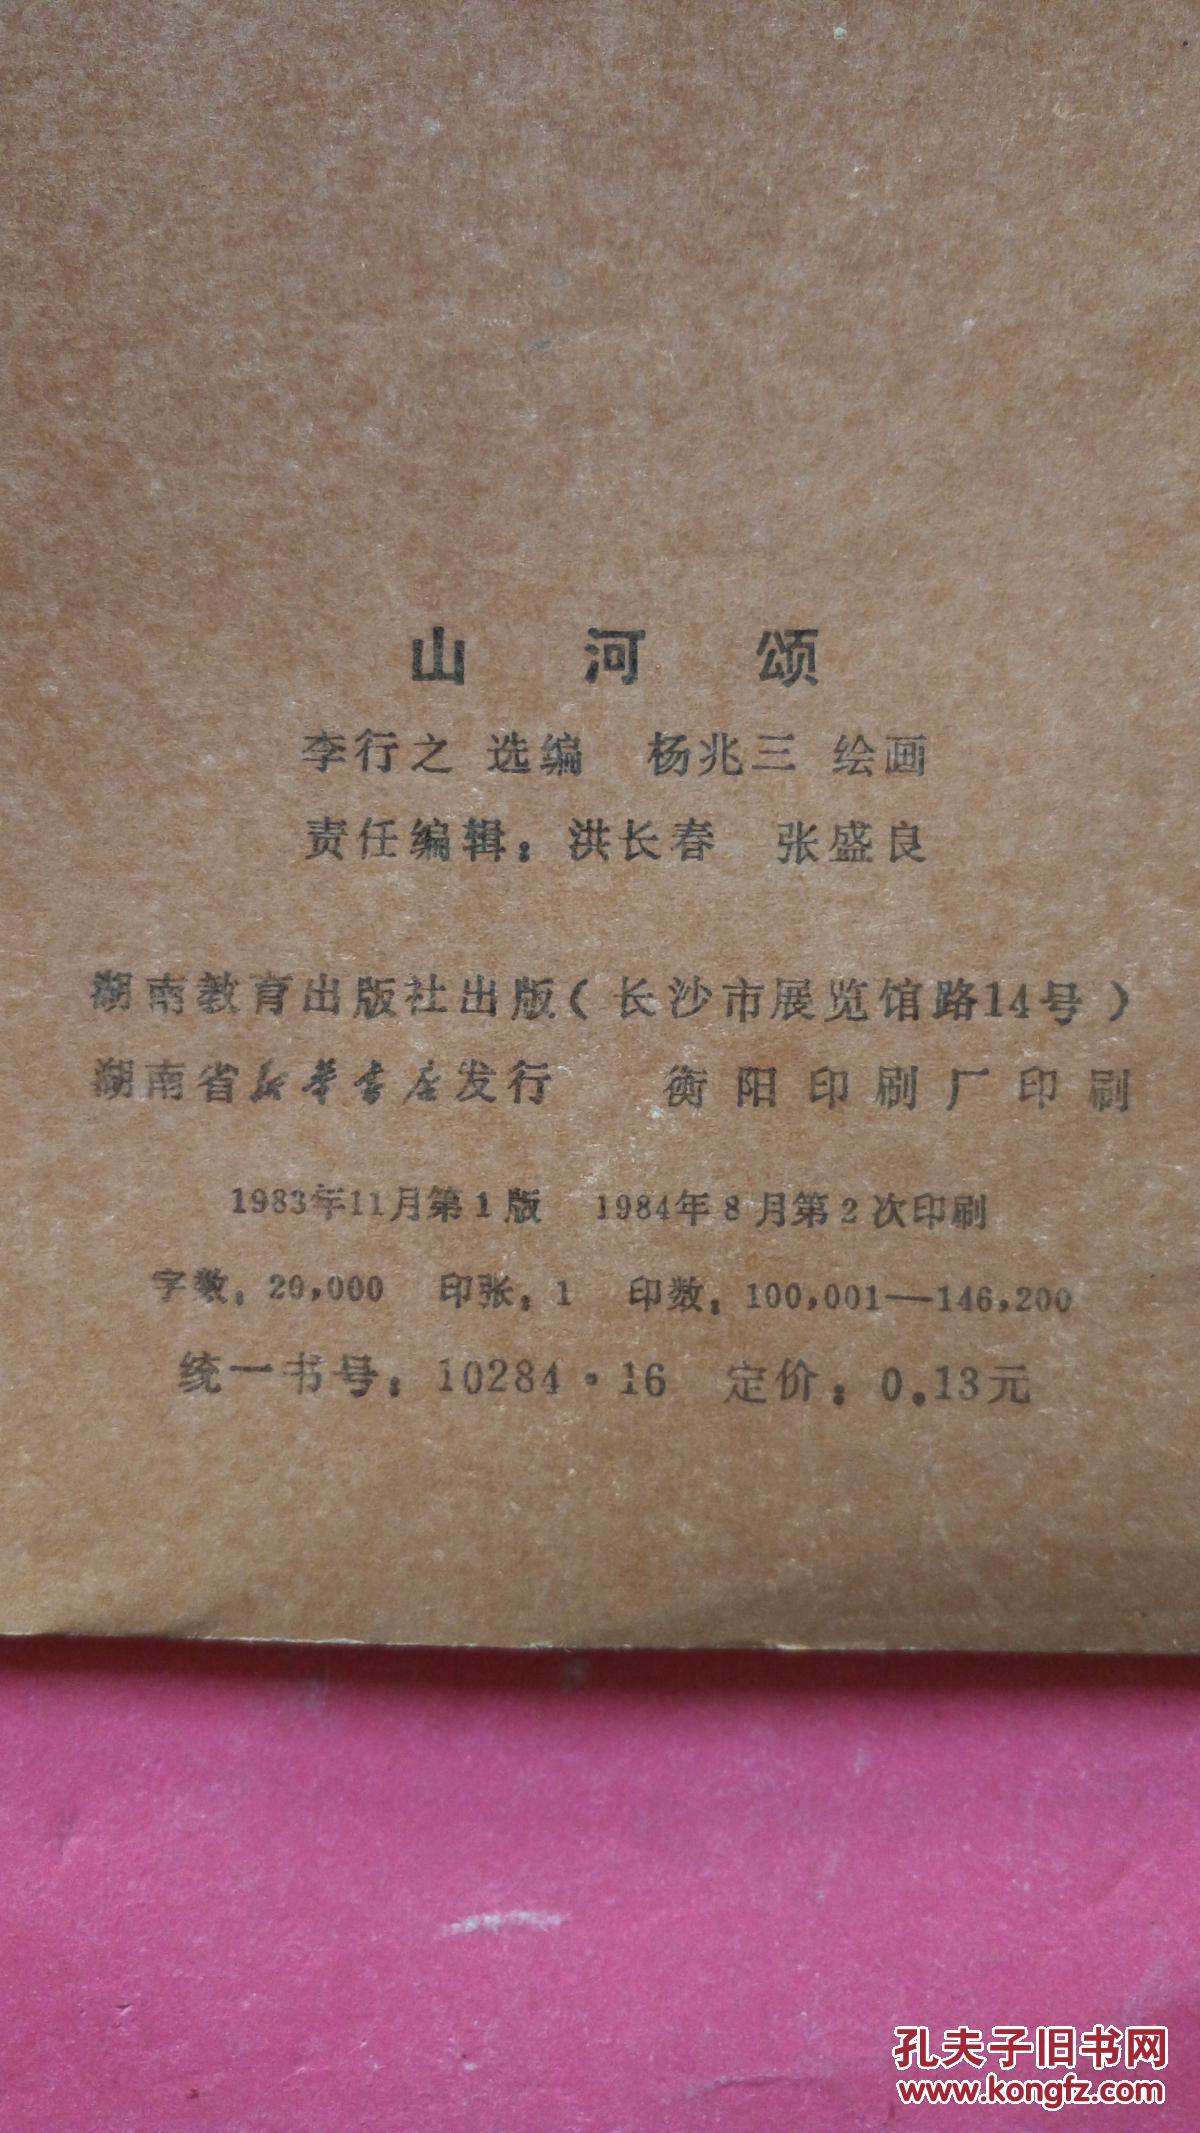 山河颂
李行之 选编 杨兆三 绘画
责任编辑：洪长春 张盛良
湖南教育出版社出版（长沙市展览馆路14号）
湖南省新华书店发行 衡阳印刷厂印刷
1983年11月第1版 1984年8月第2次印刷
字数：20,000 印张：1 印数：100,001—146,200
统一书号：10284·16 定价：0.13元
孔夫子旧书网
www.kongfz.com